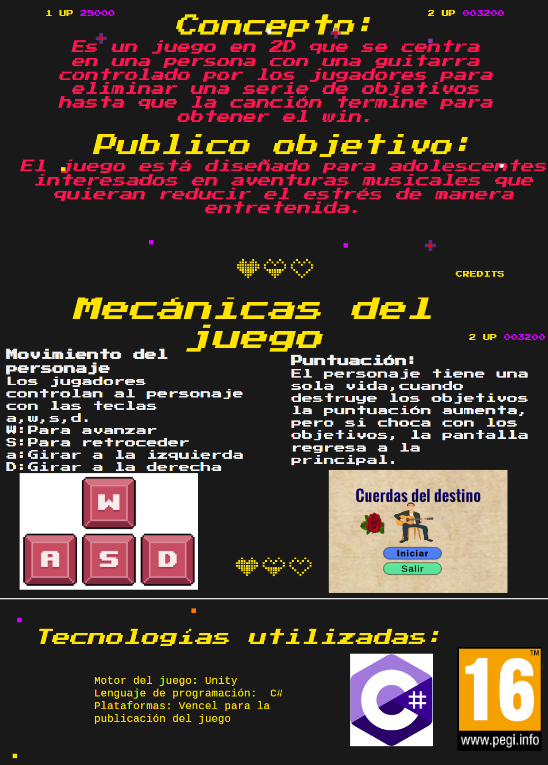 1 UP 25000
2 UP 003200
Concepto:
Es un juego en 2D que se centra
en una persona con una guitarra
controlado por los jugadores para
eliminar una serie de objetivos
hasta que la canción termine para
obtener el win.
Publico objetivo:
El juego está diseñado para adolescentes
interesados en aventuras musicales que
quieran reducir el estrés de manera
entretenida.
CREDITS
Mecánicas del
juego
2 UP 003200
Movimiento del
personaje
Los jugadores
controlan al personaje
con las teclas
a,w,s,d.
W:Para avanzar
S:Para retroceder
a:Girar a la izquierda
D:Girar a la derecha
Puntuación:
El personaje tiene una
sola vida,cuando
destruye los objetivos
la puntuación aumenta,
pero si choca con los
objetivos, la pantalla
regresa a la
principal.
W
A S D
Cuerdas del destino
Iniciar
Salir
Tecnologías utilizadas:
Motor del juego: Unity
Lenguaje de programación: C#
Plataformas: Vencel para la
publicación del juego
C#
16
TM
www.pegi.info